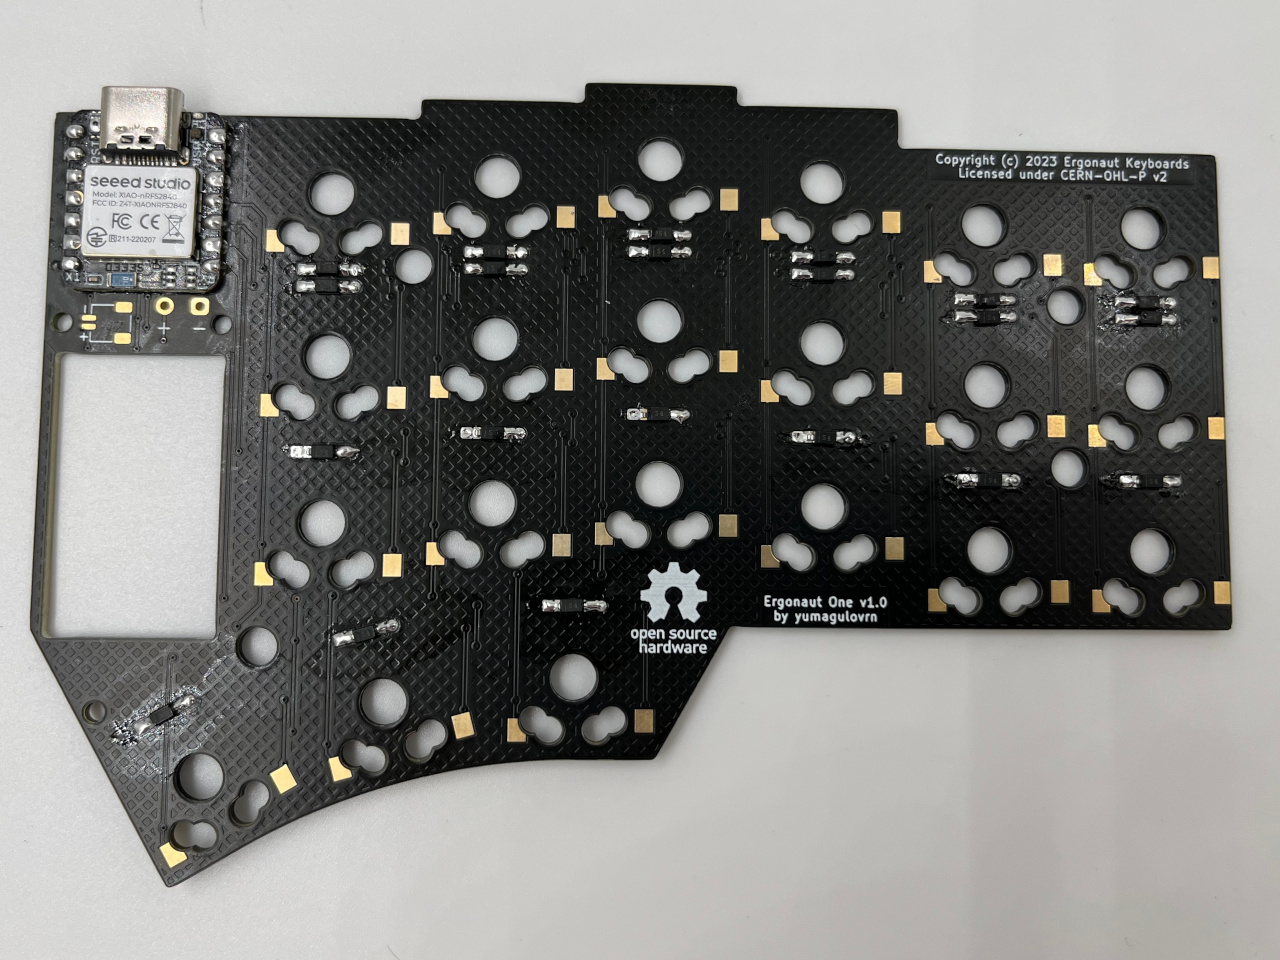 seeed studio
Model: XIAO-nRF52840
FCC ID: Z4T-XIAONRF52840
FC CE
R 211-220207
+ -
+
Copyright (c) 2023 Ergonaut Keyboards
Licensed under CERN-OHL-P v2
open source
hardware
Ergonaut One v1.0
by yumagulovrn